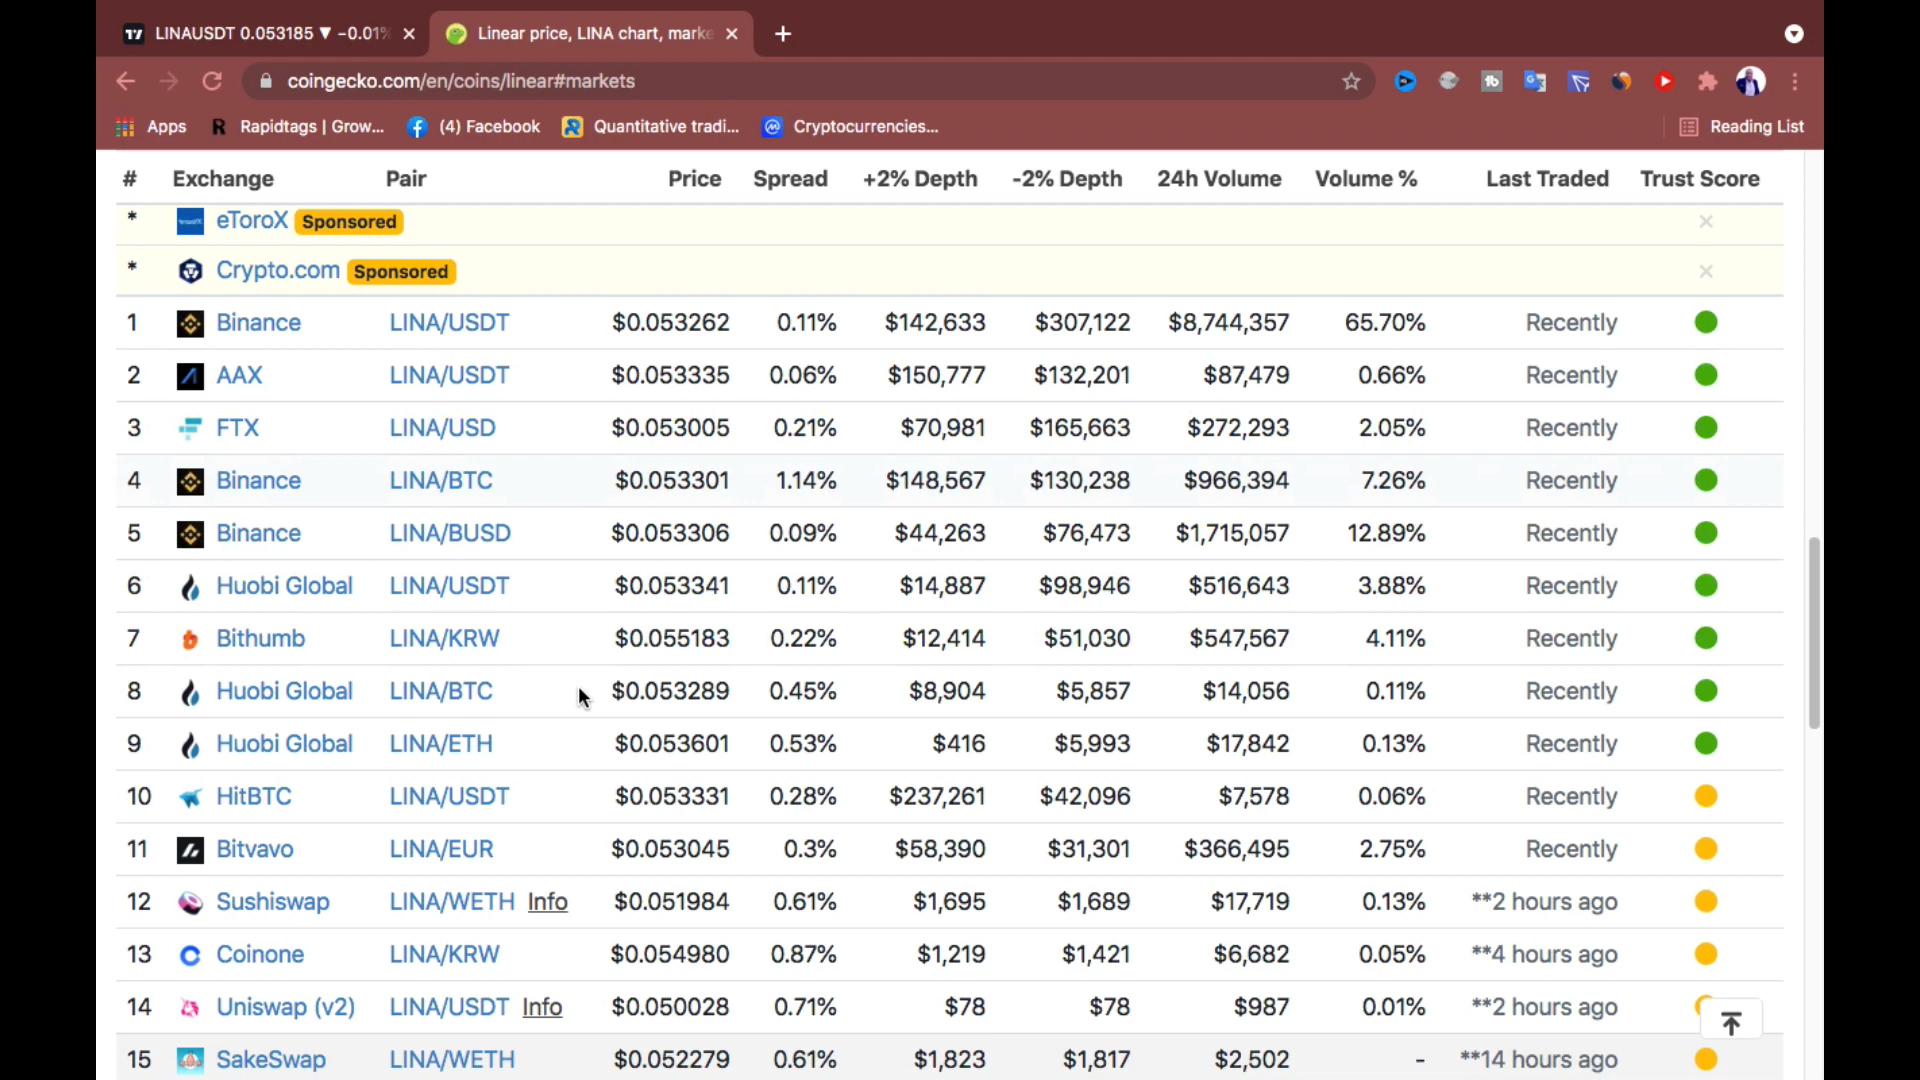 LINAUSDT 0.053185 ▼ −0.01%
Linear price, LINA chart, marke
coingecko.com/en/coins/linear#markets
Apps Rapidtags | Grow... (4) Facebook Quantitative tradi... Cryptocurrencies... Reading List
# Exchange Pair Price Spread +2% Depth -2% Depth 24h Volume Volume % Last Traded Trust Score
* eToroX Sponsored
* Crypto.com Sponsored
1 Binance LINA/USDT $0.053262 0.11% $142,633 $307,122 $8,744,357 65.70% Recently
2 AAX LINA/USDT $0.053335 0.06% $150,777 $132,201 $87,479 0.66% Recently
3 FTX LINA/USD $0.053005 0.21% $70,981 $165,663 $272,293 2.05% Recently
4 Binance LINA/BTC $0.053301 1.14% $148,567 $130,238 $966,394 7.26% Recently
5 Binance LINA/BUSD $0.053306 0.09% $44,263 $76,473 $1,715,057 12.89% Recently
6 Huobi Global LINA/USDT $0.053341 0.11% $14,887 $98,946 $516,643 3.88% Recently
7 Bithumb LINA/KRW $0.055183 0.22% $12,414 $51,030 $547,567 4.11% Recently
8 Huobi Global LINA/BTC $0.053289 0.45% $8,904 $5,857 $14,056 0.11% Recently
9 Huobi Global LINA/ETH $0.053601 0.53% $416 $5,993 $17,842 0.13% Recently
10 HitBTC LINA/USDT $0.053331 0.28% $237,261 $42,096 $7,578 0.06% Recently
11 Bitvavo LINA/EUR $0.053045 0.3% $58,390 $31,301 $366,495 2.75% Recently
12 Sushiswap LINA/WETH Info $0.051984 0.61% $1,695 $1,689 $17,719 0.13% **2 hours ago
13 Coinone LINA/KRW $0.054980 0.87% $1,219 $1,421 $6,682 0.05% **4 hours ago
14 Uniswap (v2) LINA/USDT Info $0.050028 0.71% $78 $78 $987 0.01% **2 hours ago
15 SakeSwap LINA/WETH $0.052279 0.61% $1,823 $1,817 $2,502 - **14 hours ago